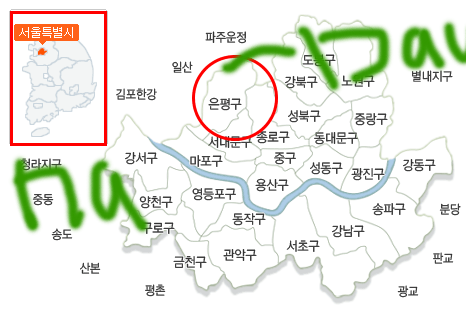 서울특별시
파주운정
일산
도봉구
별내지구
강북구
노원구
김포한강
은평구
성북구
중랑구
서대문구
종로구
동대문구
청라지구
강서구
마포구
중구
성동구
광진구
강동구
중동
양천구
영등포구
용산구
송파구
분당
송도
구로구
동작구
강남구
산본
금천구
관악구
서초구
판교
평촌
광교